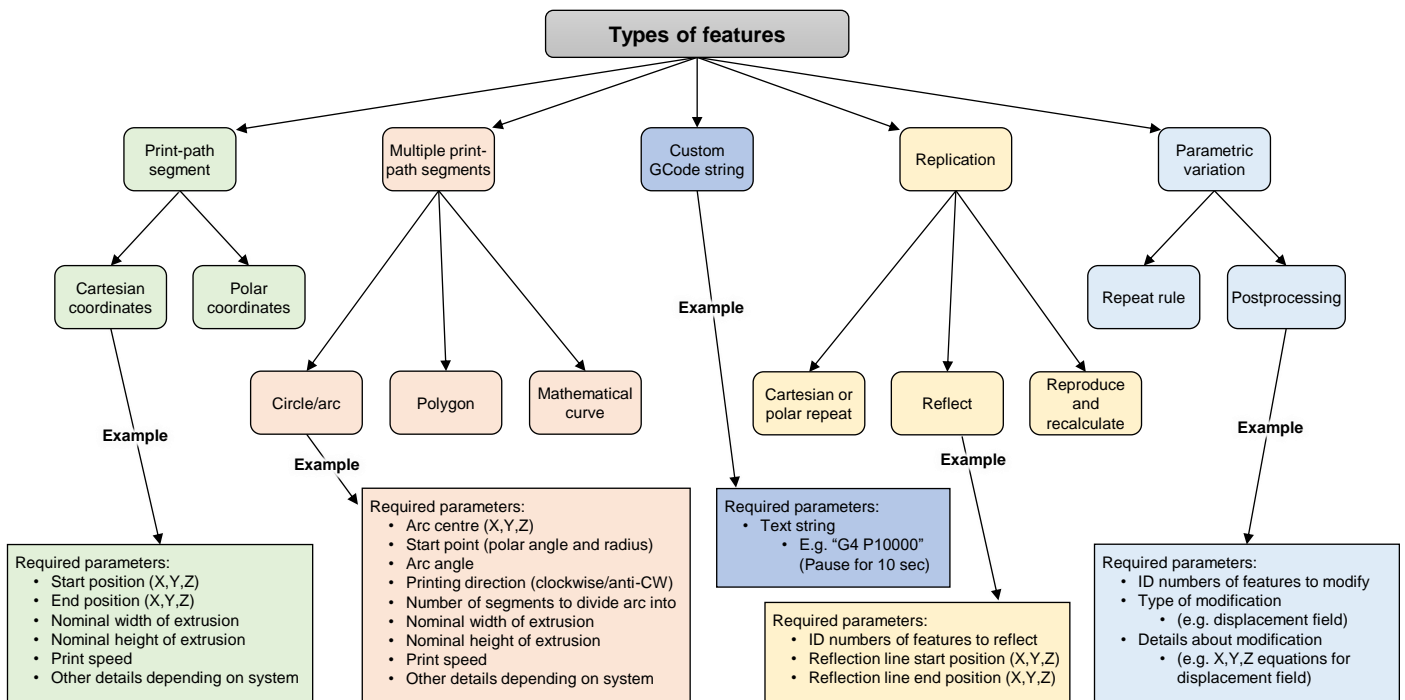 Types of features
Print-path
segment
Multiple print-
path segments
Custom
GCode string
Replication
Parametric
variation
Cartesian
coordinates
Polar
coordinates
Repeat rule
Postprocessing
Example
Circle/arc
Polygon
Mathematical
curve
Cartesian or
polar repeat
Reflect
Reproduce
and
recalculate
Example
Example
Example
Example
Required parameters:
• Start position (X,Y,Z)
• End position (X,Y,Z)
• Nominal width of extrusion
• Nominal height of extrusion
• Print speed
• Other details depending on system
Required parameters:
• Arc centre (X,Y,Z)
• Start point (polar angle and radius)
• Arc angle
• Printing direction (clockwise/anti-CW)
• Number of segments to divide arc into
• Nominal width of extrusion
• Nominal height of extrusion
• Print speed
• Other details depending on system
Required parameters:
• Text string
• E.g. “G4 P10000”
(Pause for 10 sec)
Required parameters:
• ID numbers of features to reflect
• Reflection line start position (X,Y,Z)
• Reflection line end position (X,Y,Z)
Required parameters:
• ID numbers of features to modify
• Type of modification
• (e.g. displacement field)
• Details about modification
• (e.g. X,Y,Z equations for
displacement field)